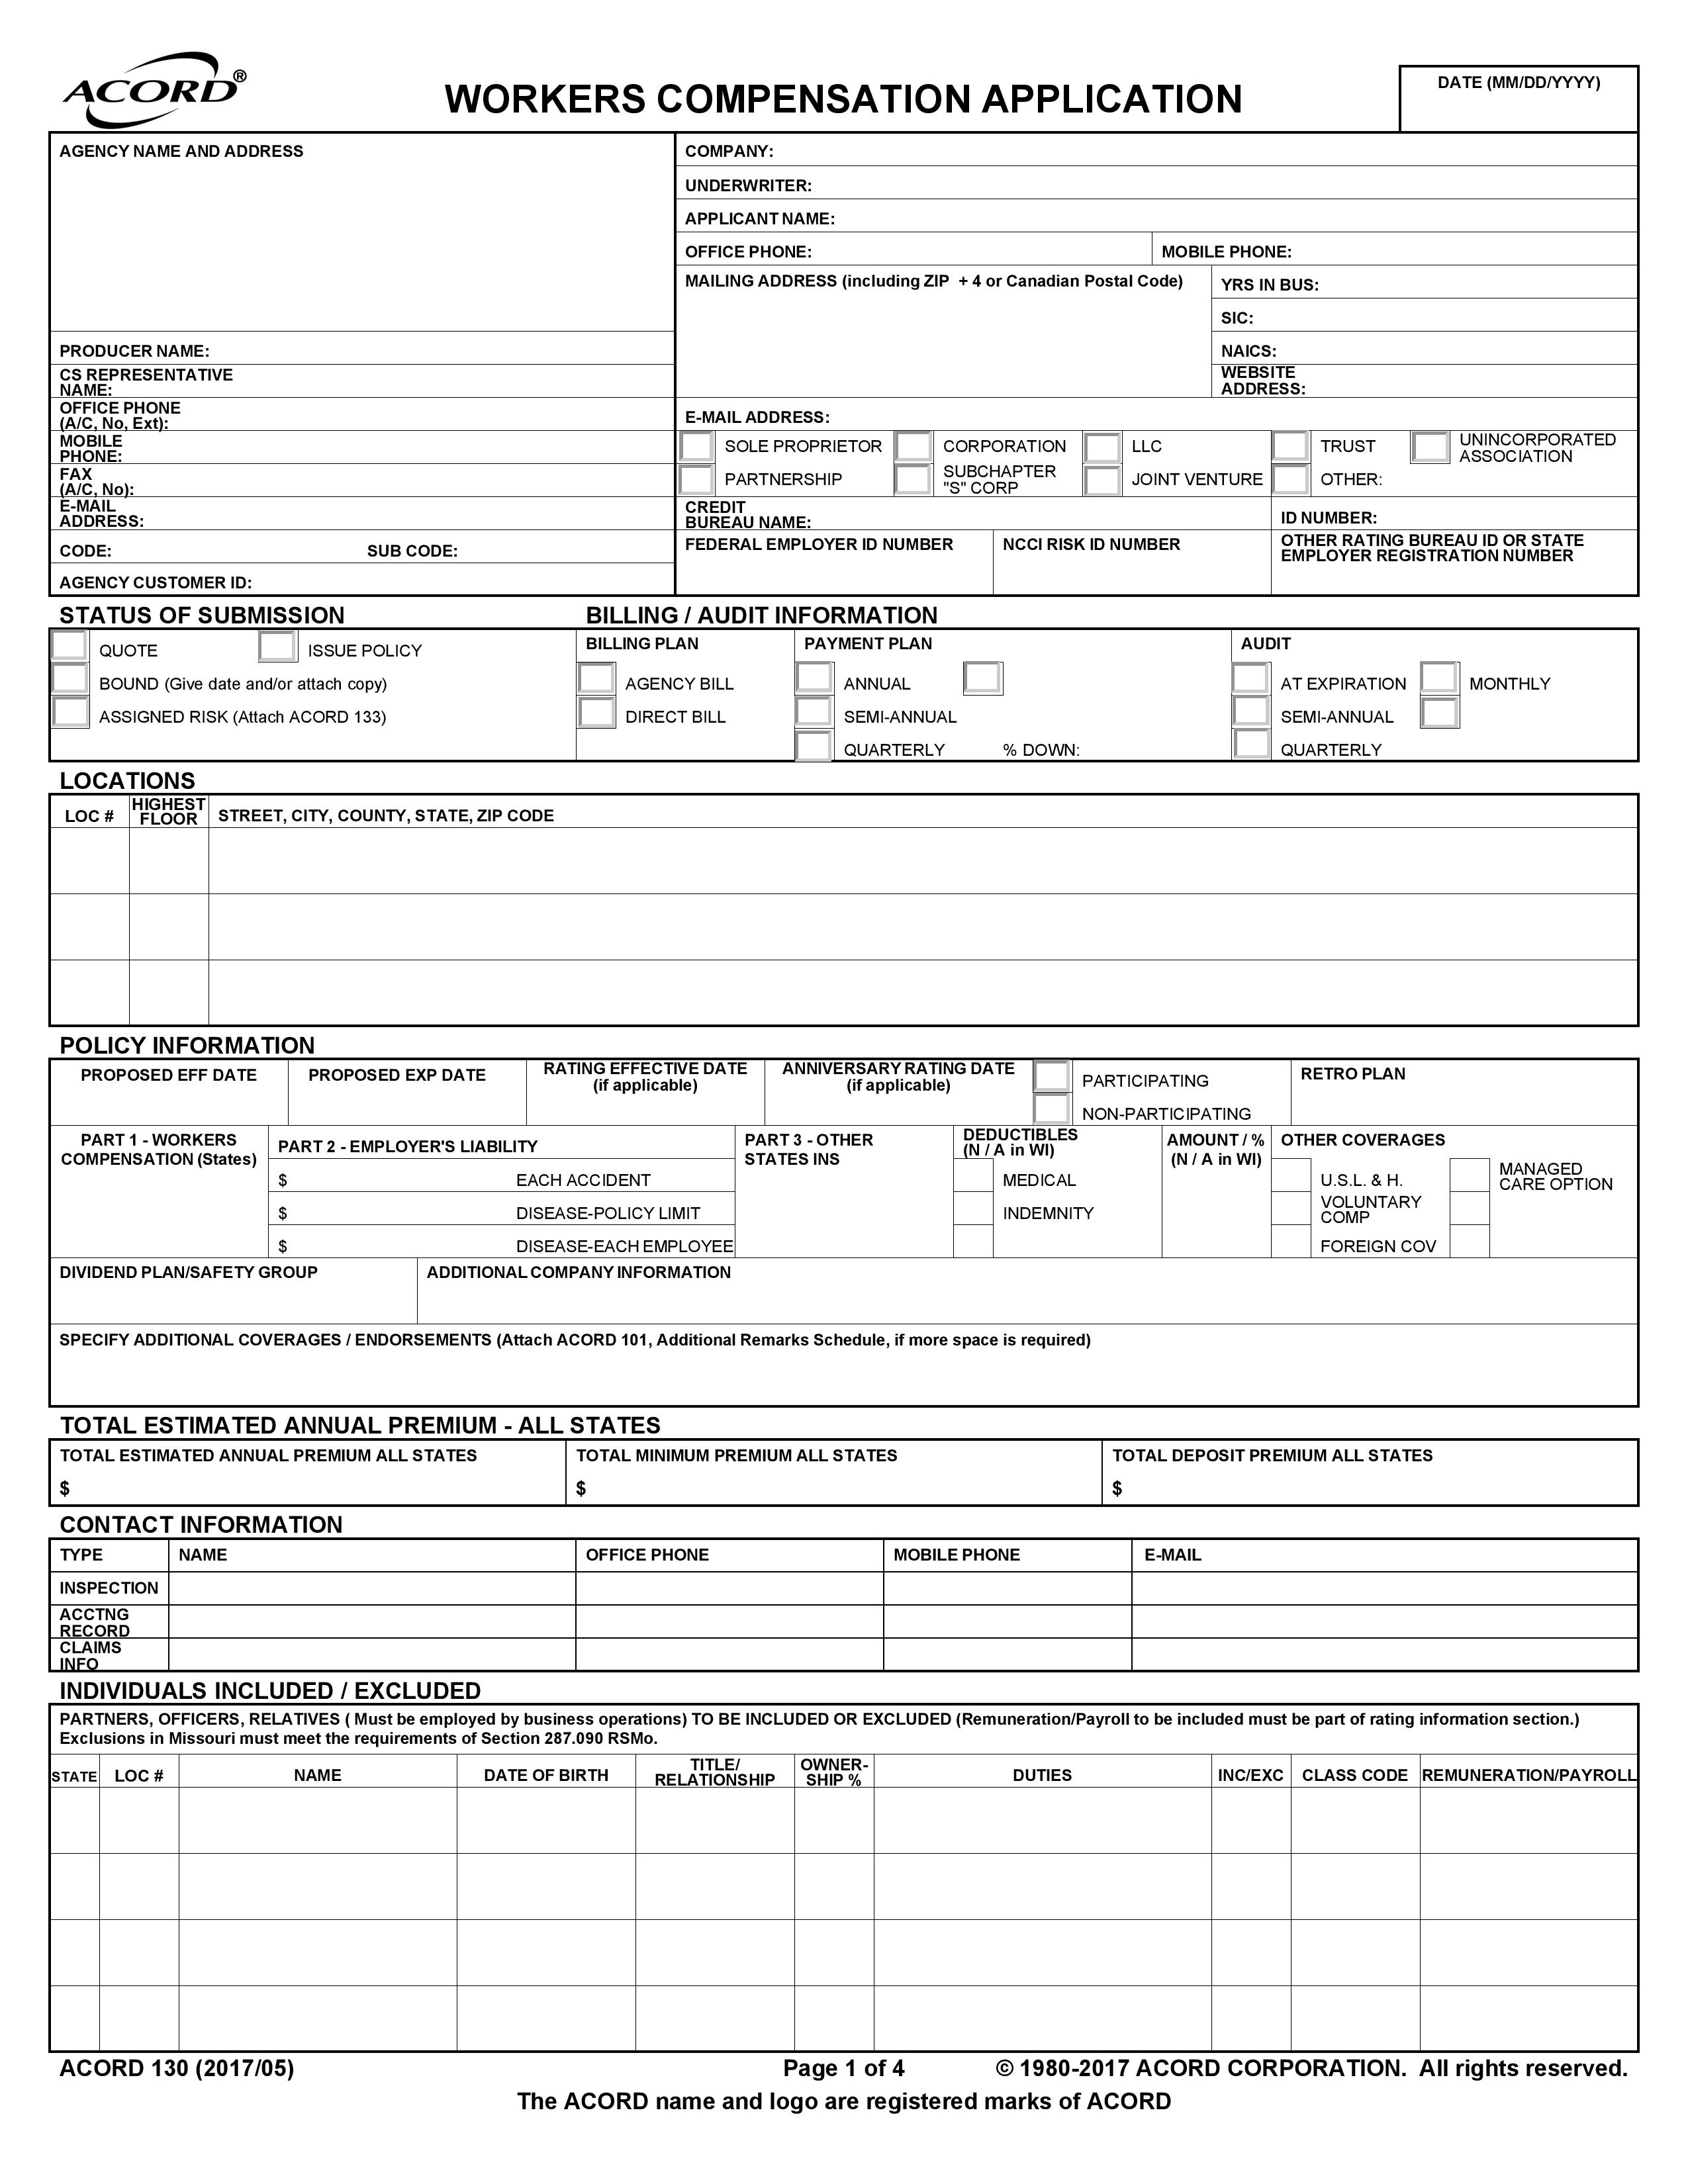 ACORD®
WORKERS COMPENSATION APPLICATION
DATE (MM/DD/YYYY)
AGENCY NAME AND ADDRESS
PRODUCER NAME:
CS REPRESENTATIVE
NAME:
OFFICE PHONE
(A/C, No, Ext):
MOBILE
PHONE:
FAX
(A/C, No):
E-MAIL
ADDRESS:
CODE: SUB CODE:
AGENCY CUSTOMER ID:
COMPANY:
UNDERWRITER:
APPLICANT NAME:
OFFICE PHONE: MOBILE PHONE:
MAILING ADDRESS (including ZIP + 4 or Canadian Postal Code)
YRS IN BUS:
SIC:
NAICS:
WEBSITE
ADDRESS:
E-MAIL ADDRESS:
SOLE PROPRIETOR CORPORATION LLC TRUST UNINCORPORATED
ASSOCIATION
PARTNERSHIP SUBCHAPTER
"S" CORP JOINT VENTURE OTHER:
CREDIT
BUREAU NAME: ID NUMBER:
FEDERAL EMPLOYER ID NUMBER NCCI RISK ID NUMBER OTHER RATING BUREAU ID OR STATE
EMPLOYER REGISTRATION NUMBER
STATUS OF SUBMISSION BILLING / AUDIT INFORMATION
QUOTE ISSUE POLICY
BOUND (Give date and/or attach copy)
ASSIGNED RISK (Attach ACORD 133)
BILLING PLAN
AGENCY BILL
DIRECT BILL
PAYMENT PLAN
ANNUAL
SEMI-ANNUAL
QUARTERLY % DOWN:
AUDIT
AT EXPIRATION MONTHLY
SEMI-ANNUAL
QUARTERLY
LOCATIONS
LOC # HIGHEST
FLOOR STREET, CITY, COUNTY, STATE, ZIP CODE
POLICY INFORMATION
PROPOSED EFF DATE PROPOSED EXP DATE RATING EFFECTIVE DATE
(if applicable) ANNIVERSARY RATING DATE
(if applicable)
PARTICIPATING
NON-PARTICIPATING
RETRO PLAN
PART 1 - WORKERS
COMPENSATION (States)
PART 2 - EMPLOYER'S LIABILITY
$ EACH ACCIDENT
$ DISEASE-POLICY LIMIT
$ DISEASE-EACH EMPLOYEE
PART 3 - OTHER
STATES INS
DEDUCTIBLES
(N / A in WI)
MEDICAL
INDEMNITY
AMOUNT / %
(N / A in WI)
OTHER COVERAGES
U.S.L. & H.
VOLUNTARY
COMP
FOREIGN COV
MANAGED
CARE OPTION
DIVIDEND PLAN/SAFETY GROUP ADDITIONAL COMPANY INFORMATION
SPECIFY ADDITIONAL COVERAGES / ENDORSEMENTS (Attach ACORD 101, Additional Remarks Schedule, if more space is required)
TOTAL ESTIMATED ANNUAL PREMIUM - ALL STATES
TOTAL ESTIMATED ANNUAL PREMIUM ALL STATES TOTAL MINIMUM PREMIUM ALL STATES TOTAL DEPOSIT PREMIUM ALL STATES
$ $ $
CONTACT INFORMATION
TYPE NAME OFFICE PHONE MOBILE PHONE E-MAIL
INSPECTION
ACCTNG
RECORD
CLAIMS
INFO
INDIVIDUALS INCLUDED / EXCLUDED
PARTNERS, OFFICERS, RELATIVES ( Must be employed by business operations) TO BE INCLUDED OR EXCLUDED (Remuneration/Payroll to be included must be part of rating information section.)
Exclusions in Missouri must meet the requirements of Section 287.090 RSMo.
STATE LOC # NAME DATE OF BIRTH TITLE/
RELATIONSHIP OWNER-
SHIP % DUTIES INC/EXC CLASS CODE REMUNERATION/PAYROLL
ACORD 130 (2017/05) Page 1 of 4 © 1980-2017 ACORD CORPORATION. All rights reserved.
The ACORD name and logo are registered marks of ACORD